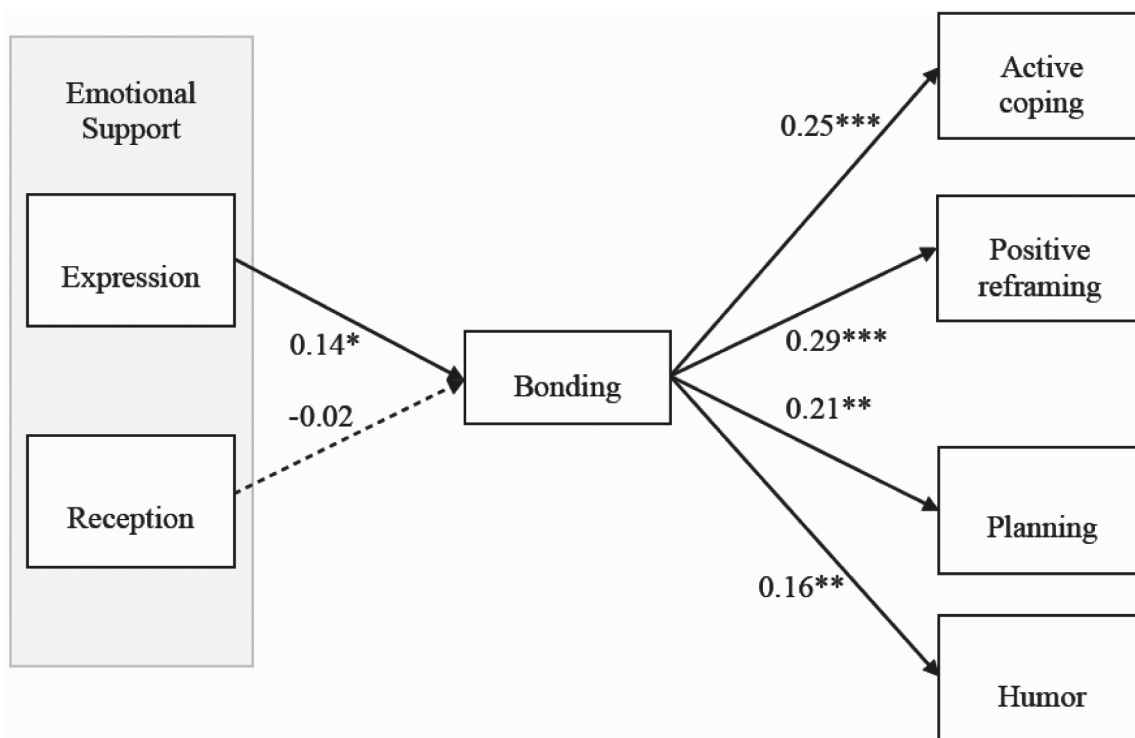 Emotional
Support
Expression
Reception
0.14*
-0.02
Bonding
0.25***
0.29***
0.21**
0.16**
Active
coping
Positive
reframing
Planning
Humor